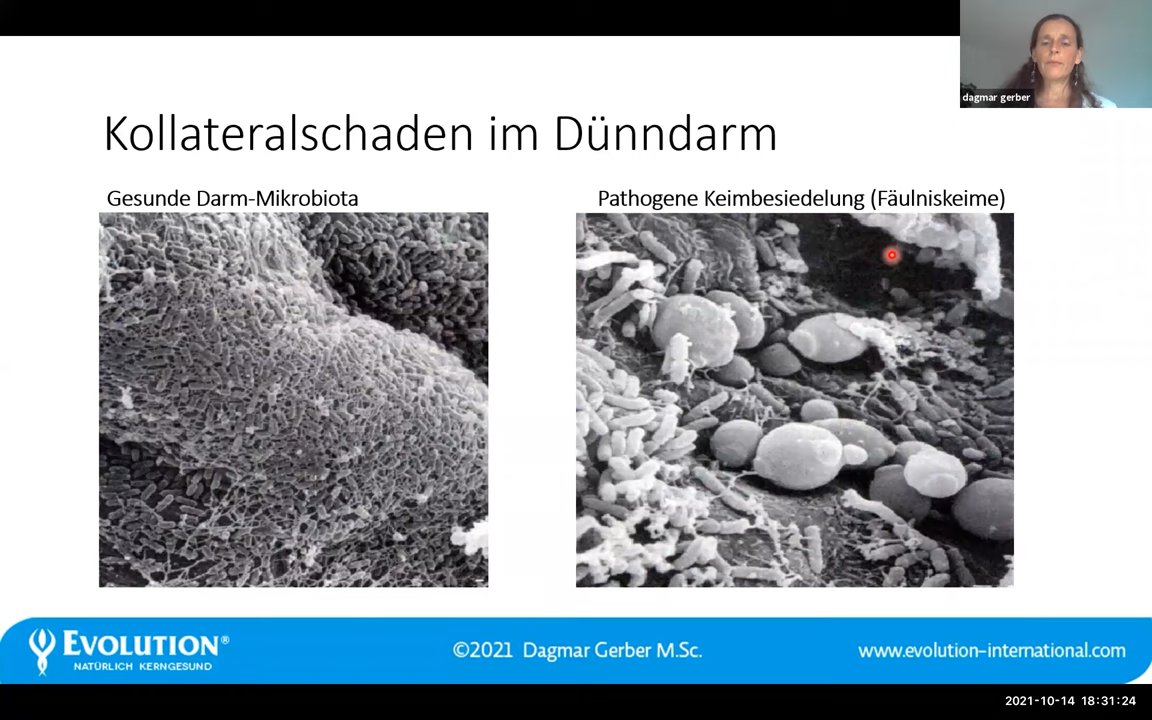 dagmar gerber
Kollateralschaden im Dünndarm
Gesunde Darm-Mikrobiota
Pathogene Keimbesiedelung (Fäulniskeime)
EVOLUTION®
NATÜRLICH KERNGESUND
©2021 Dagmar Gerber M.Sc.
www.evolution-international.com
2021-10-14 18:31:24